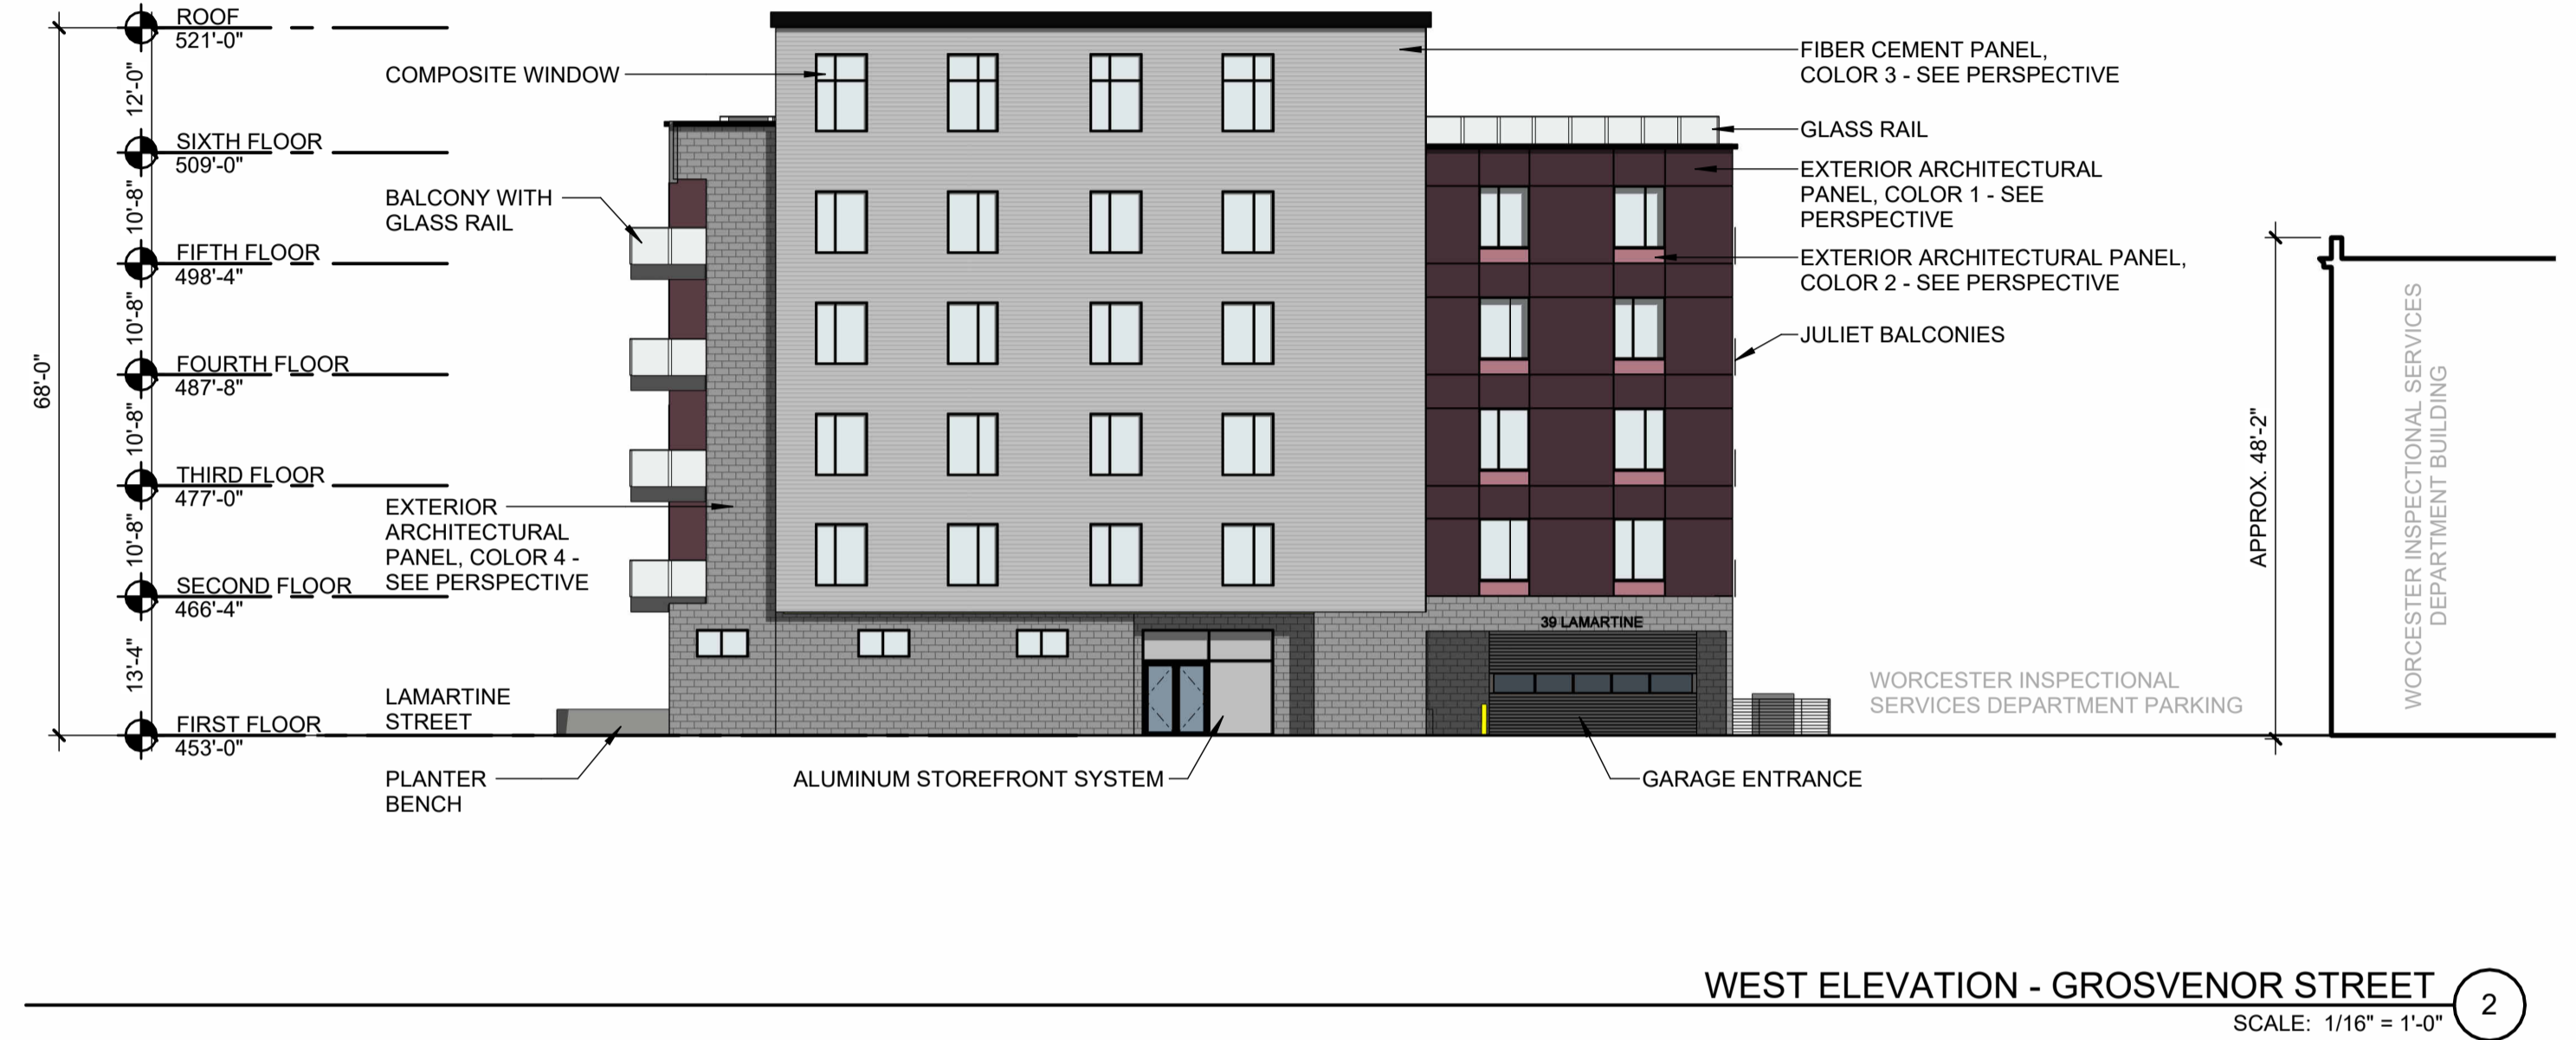 ROOF
521'-0"
12'-0"
SIXTH FLOOR
509'-0"
10'-8"
FIFTH FLOOR
498'-4"
10'-8"
FOURTH FLOOR
487'-8"
10'-8"
THIRD FLOOR
477'-0"
10'-8"
SECOND FLOOR
466'-4"
13'-4"
FIRST FLOOR
453'-0"
68'-0"
COMPOSITE WINDOW
BALCONY WITH
GLASS RAIL
EXTERIOR
ARCHITECTURAL
PANEL, COLOR 4 -
SEE PERSPECTIVE
LAMARTINE
STREET
PLANTER
BENCH
ALUMINUM STOREFRONT SYSTEM
39 LAMARTINE
GARAGE ENTRANCE
FIBER CEMENT PANEL,
COLOR 3 - SEE PERSPECTIVE
GLASS RAIL
EXTERIOR ARCHITECTURAL
PANEL, COLOR 1 - SEE
PERSPECTIVE
EXTERIOR ARCHITECTURAL PANEL,
COLOR 2 - SEE PERSPECTIVE
JULIET BALCONIES
WORCESTER INSPECTIONAL
SERVICES DEPARTMENT PARKING
APPROX. 48'-2"
WORCESTER INSPECTIONAL SERVICES
DEPARTMENT BUILDING
WEST ELEVATION - GROSVENOR STREET
2
SCALE: 1/16" = 1'-0"